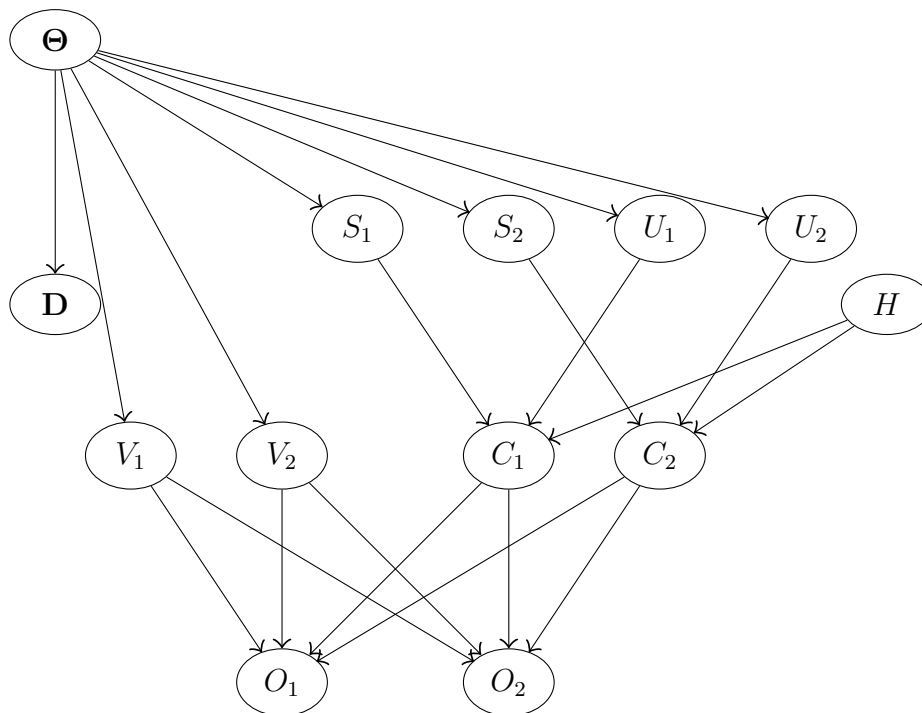 Θ
S₁ S₂ U₁ U₂
D H
V₁ V₂ C₁ C₂
O₁ O₂